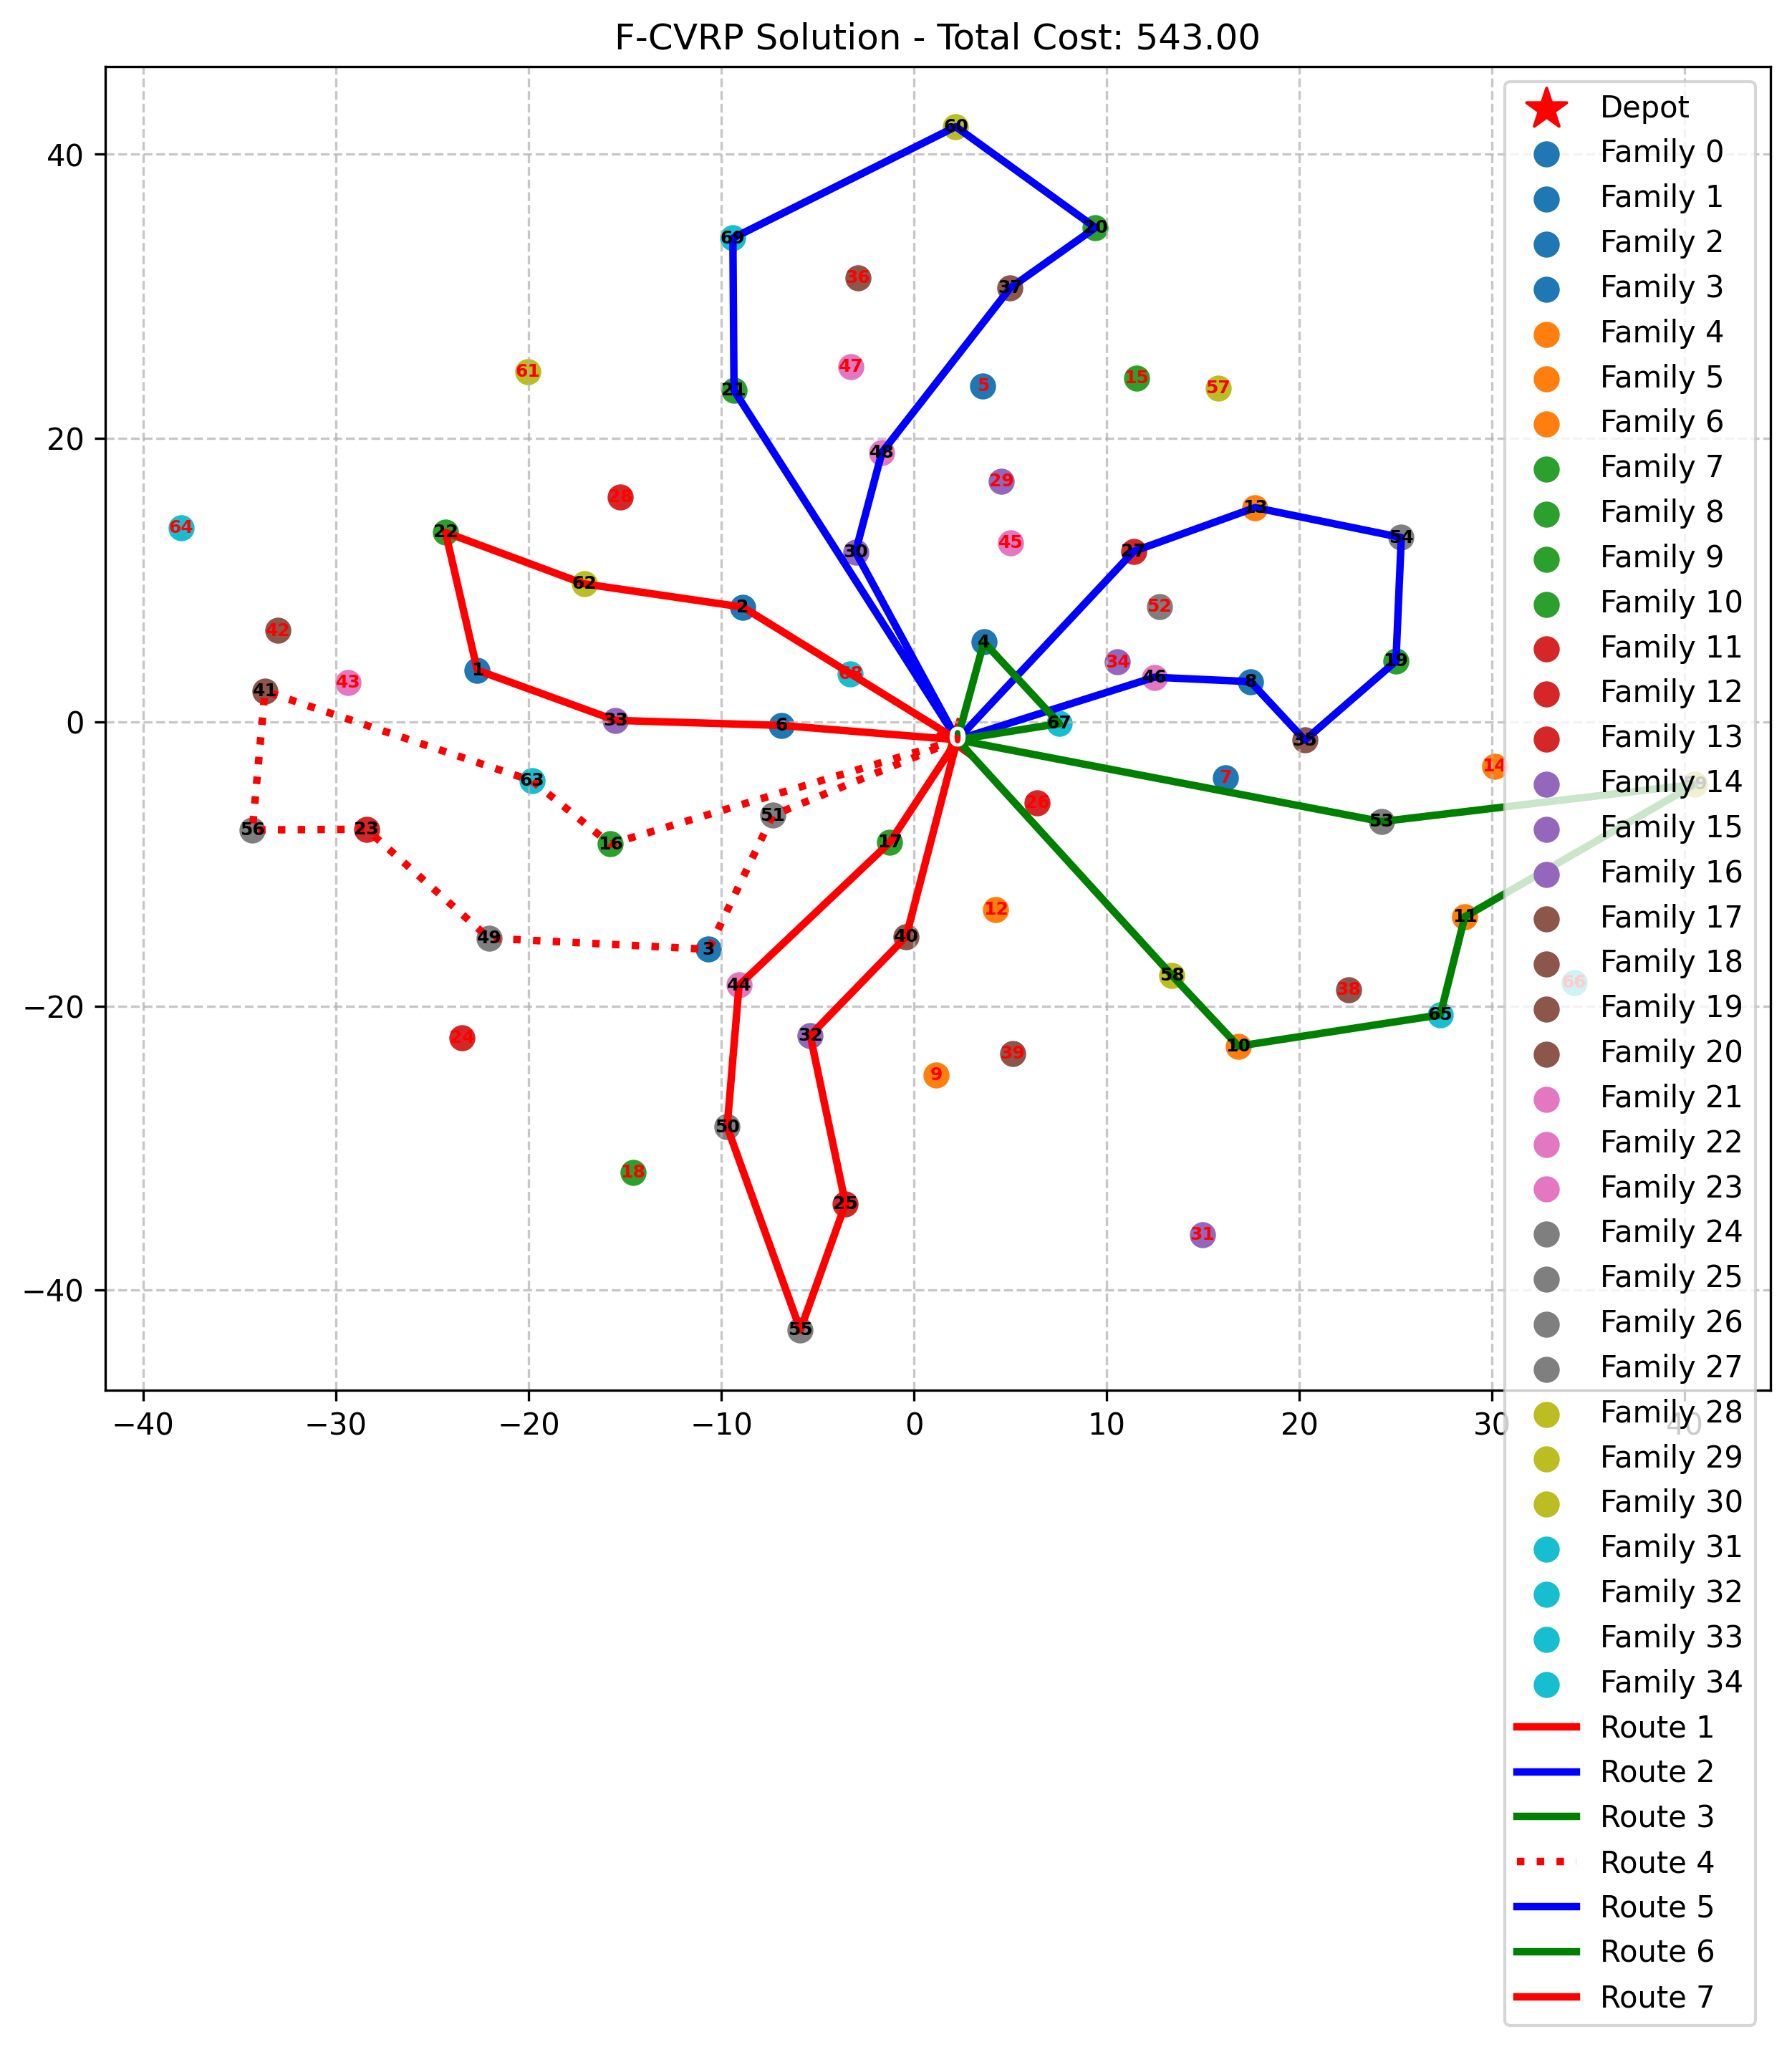 F-CVRP Solution - Total Cost: 543.00
40
20
0
−20
−40
−40
−30
−20
−10
0
10
20
30
40
60
69
20
36
37
47
5
15
57
61
21
48
29
28
64
22
13
54
27
30
45
62
2
52
42
4
34
19
1
46
8
41
43
33
6
67
0
35
14
63
7
51
26
53
56
23
16
17
12
11
49
3
40
44
58
38
66
65
24
32
10
39
9
50
18
25
31
55
Depot
Family 0
Family 1
Family 2
Family 3
Family 4
Family 5
Family 6
Family 7
Family 8
Family 9
Family 10
Family 11
Family 12
Family 13
Family 14
Family 15
Family 16
Family 17
Family 18
Family 19
Family 20
Family 21
Family 22
Family 23
Family 24
Family 25
Family 26
Family 27
Family 28
Family 29
Family 30
Family 31
Family 32
Family 33
Family 34
Route 1
Route 2
Route 3
Route 4
Route 5
Route 6
Route 7